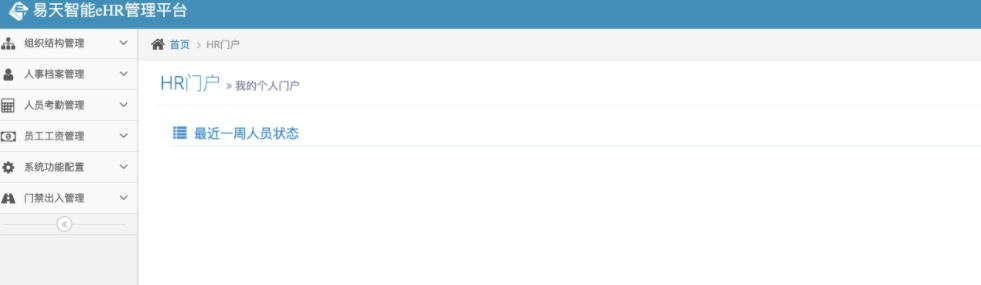 易天智能eHR管理平台
组织结构管理
人事档案管理
人员考勤管理
员工工资管理
系统功能配置
门禁出入管理
首页 > HR门户
HR门户 » 我的个人门户
最近一周人员状态